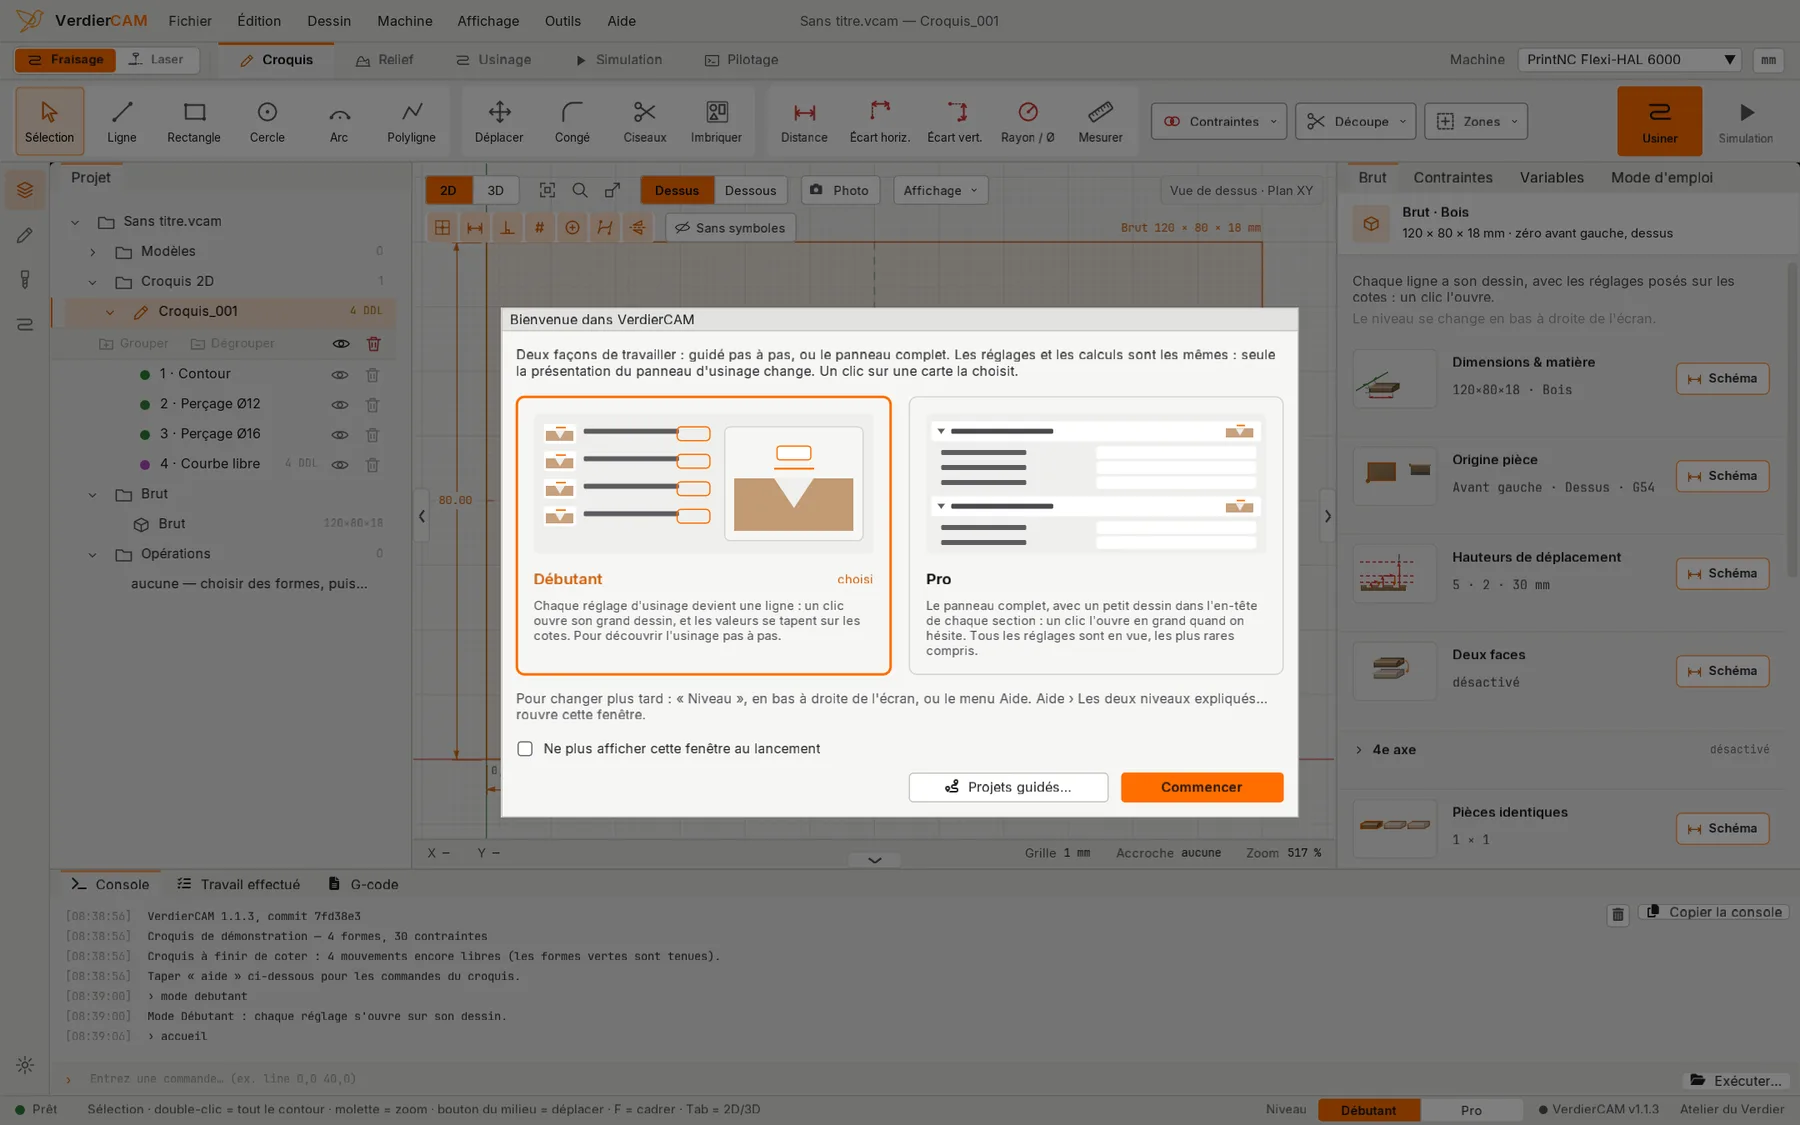 VerdierCAM Fichier Édition Dessin Machine Affichage Outils Aide Sans titre.vcam — Croquis_001
Fraisage Laser Croquis Relief Usinage Simulation Pilotage Machine PrintNC Flexi-HAL 6000 mm
Sélection Ligne Rectangle Cercle Arc Polyligne Déplacer Congé Ciseaux Imbriquer Distance Écart horiz. Écart vert. Rayon / Ø Mesurer Contraintes Découpe Zones Usiner Simulation
Projet
Sans titre.vcam
Modèles 0
Croquis 2D 1
Croquis_001 4 DDL
Grouper Dégrouper
1 · Contour
2 · Perçage Ø12
3 · Perçage Ø16
4 · Courbe libre 4 DDL
Brut
Brut 120×80×18
Opérations 0
aucune — choisir des formes, puis...
2D 3D Dessus Dessous Photo Affichage Vue de dessus · Plan XY
# Sans symboles Brut 120 × 80 × 18 mm
80.00
0,
Bienvenue dans VerdierCAM
Deux façons de travailler : guidé pas à pas, ou le panneau complet. Les réglages et les calculs sont les mêmes : seule
la présentation du panneau d'usinage change. Un clic sur une carte la choisit.
Débutant choisi
Chaque réglage d'usinage devient une ligne : un clic
ouvre son grand dessin, et les valeurs se tapent sur les
cotes. Pour découvrir l'usinage pas à pas.
Pro
Le panneau complet, avec un petit dessin dans l'en-tête
de chaque section : un clic l'ouvre en grand quand on
hésite. Tous les réglages sont en vue, les plus rares
compris.
Pour changer plus tard : « Niveau », en bas à droite de l'écran, ou le menu Aide. Aide › Les deux niveaux expliqués...
rouvre cette fenêtre.
Ne plus afficher cette fenêtre au lancement
Projets guidés... Commencer
X — Y — Grille 1 mm Accroche aucune Zoom 517 %
Brut Contraintes Variables Mode d'emploi
Brut · Bois
120 × 80 × 18 mm · zéro avant gauche, dessus
Chaque ligne a son dessin, avec les réglages posés sur les
cotes : un clic l'ouvre.
Le niveau se change en bas à droite de l'écran.
Dimensions & matière
120×80×18 · Bois
Schéma
Origine pièce
Avant gauche · Dessus · G54
Schéma
Hauteurs de déplacement
5 · 2 · 30 mm
Schéma
Deux faces
désactivé
Schéma
4e axe désactivé
Pièces identiques
1 × 1
Schéma
Console Travail effectué G-code
Copier la console
[08:38:56] VerdierCAM 1.1.3, commit 7fd38e3
[08:38:56] Croquis de démonstration — 4 formes, 30 contraintes
[08:38:56] Croquis à finir de coter : 4 mouvements encore libres (les formes vertes sont tenues).
[08:38:56] Taper « aide » ci-dessous pour les commandes du croquis.
[08:39:00] › mode debutant
[08:39:00] Mode Débutant : chaque réglage s'ouvre sur son dessin.
[08:39:06] › accueil
› Entrez une commande… (ex. line 0,0 40,0) Exécuter...
Prêt Sélection · double-clic = tout le contour · molette = zoom · bouton du milieu = déplacer · F = cadrer · Tab = 2D/3D Niveau Débutant Pro VerdierCAM v1.1.3 Atelier du Verdier